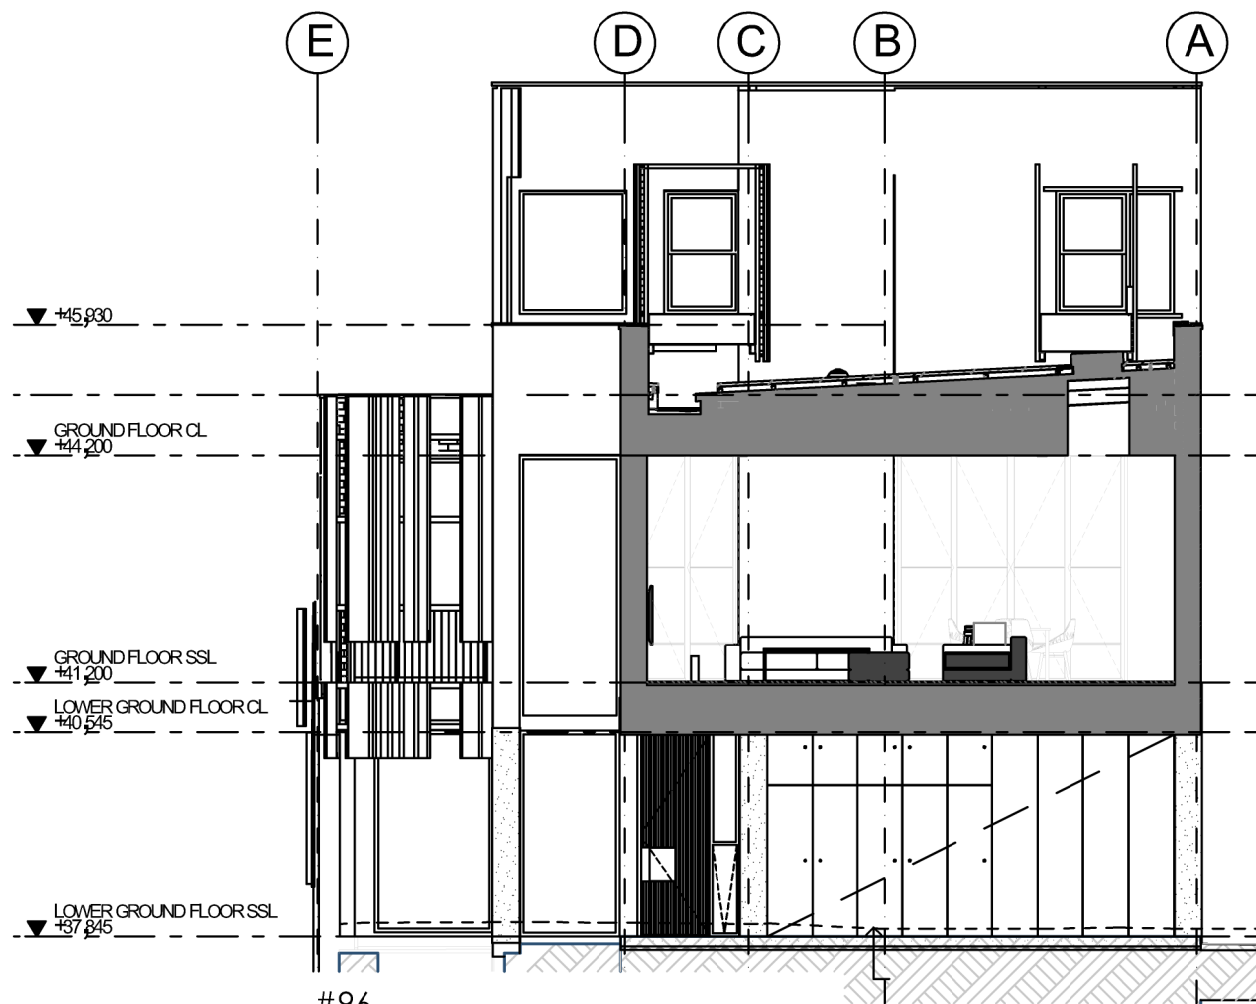 E D C B A
+45,930
GROUND FLOOR CL
+44,200
GROUND FLOOR SSL
+41,200
LOWER GROUND FLOOR CL
+40,545
LOWER GROUND FLOOR SSL
+37,845